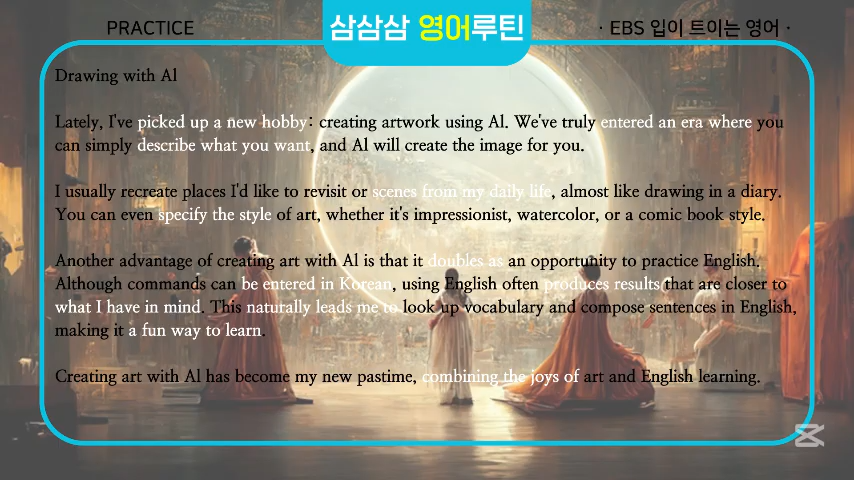 PRACTICE
삼삼삼 영어루틴
· EBS 입이 트이는 영어 ·
Drawing with AI
Lately, I've picked up a new hobby: creating artwork using AI. We've truly entered an era where you
can simply describe what you want, and AI will create the image for you.
I usually recreate places I'd like to revisit or scenes from my daily life, almost like drawing in a diary.
You can even specify the style of art, whether it's impressionist, watercolor, or a comic book style.
Another advantage of creating art with AI is that it doubles as an opportunity to practice English.
Although commands can be entered in Korean, using English often produces results that are closer to
what I have in mind. This naturally leads me to look up vocabulary and compose sentences in English,
making it a fun way to learn.
Creating art with AI has become my new pastime, combining the joys of art and English learning.